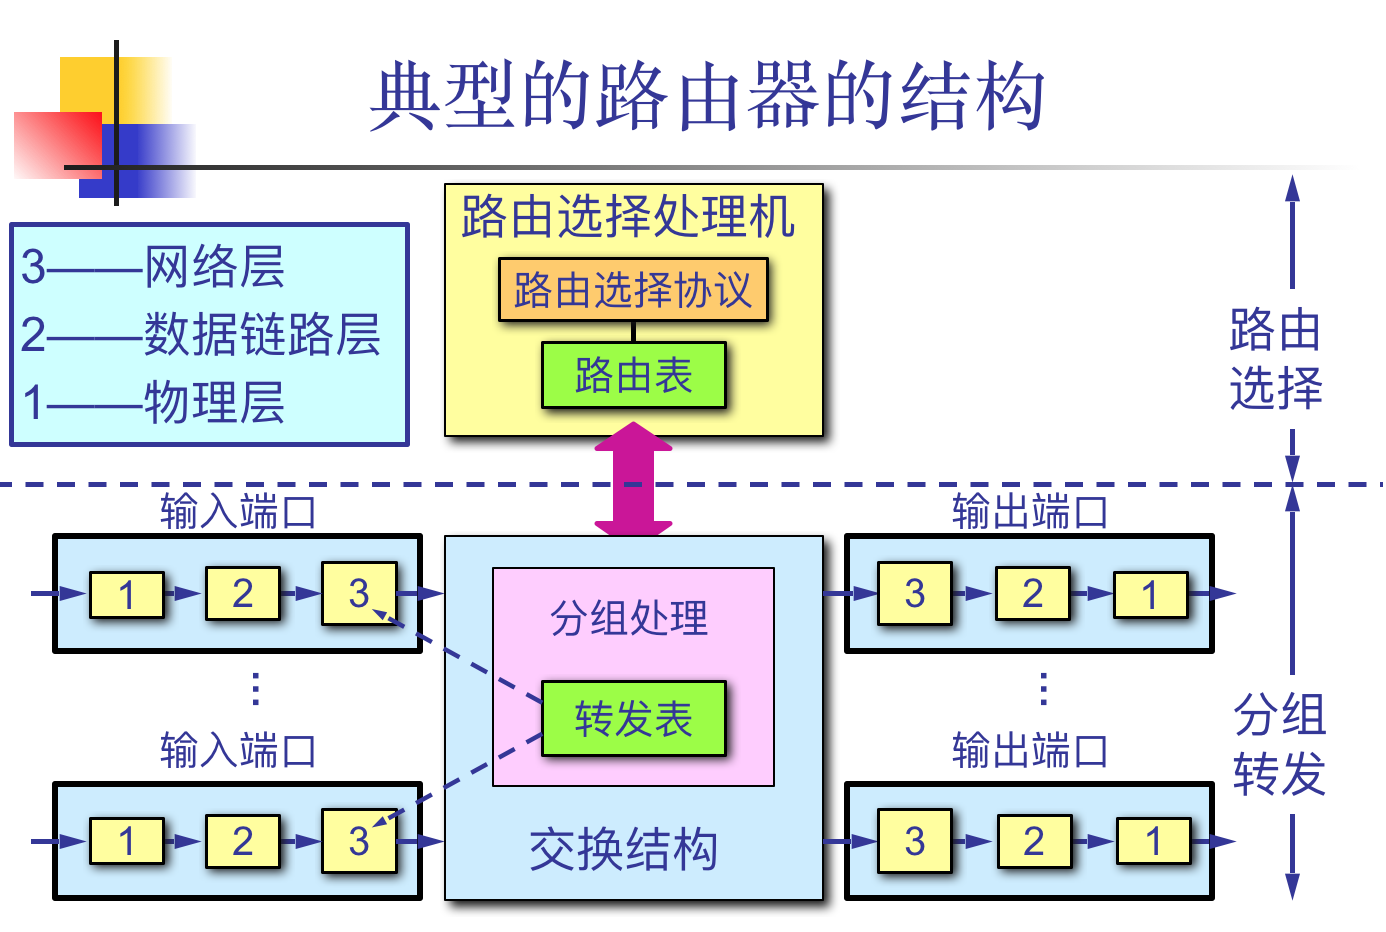 典型的路由器的结构
3——网络层
2——数据链路层
1——物理层
路由选择处理机
路由选择协议
路由表
路由
选择
输入端口
输出端口
1
2
3
3
2
1
分组处理
转发表
交换结构
…
…
输入端口
输出端口
1
2
3
3
2
1
分组
转发